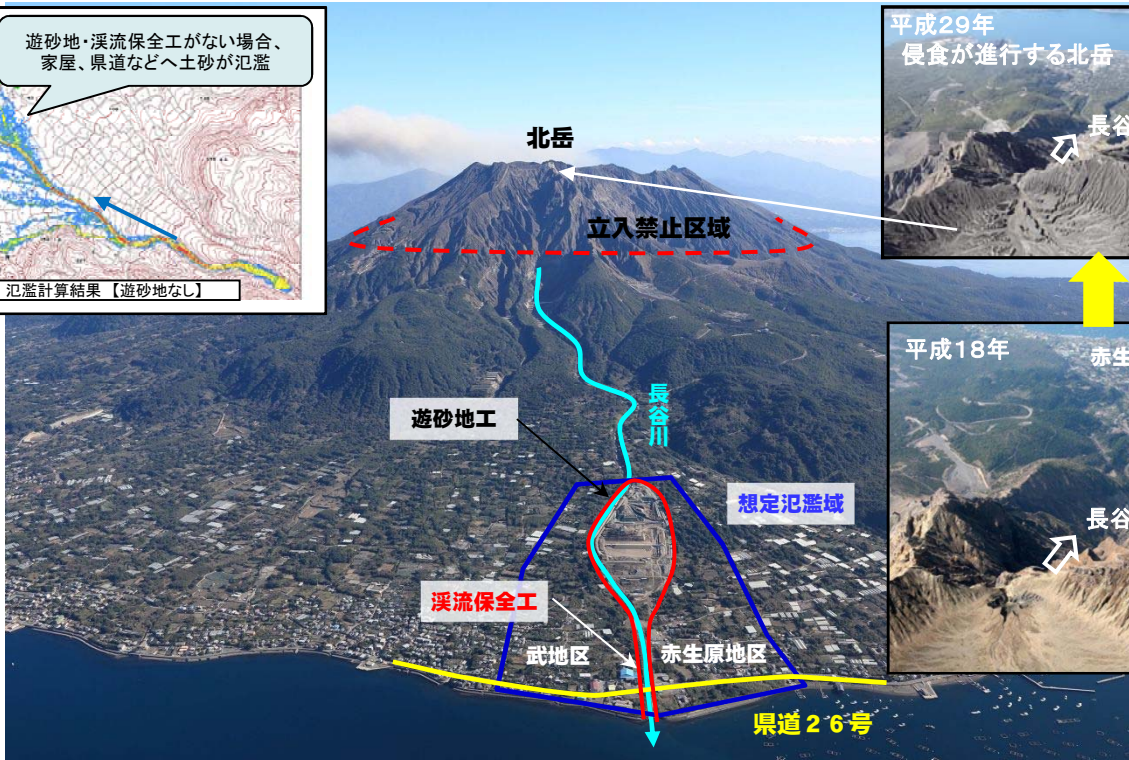 遊砂地・渓流保全工がない場合、
家屋、県道などへ土砂が氾濫
氾濫計算結果 【遊砂地なし】
平成29年
侵食が進行する北岳
長谷
北岳
立入禁止区域
平成18年
赤生
長谷
長谷川
遊砂地工
想定氾濫域
渓流保全工
武地区
赤生原地区
県道26号